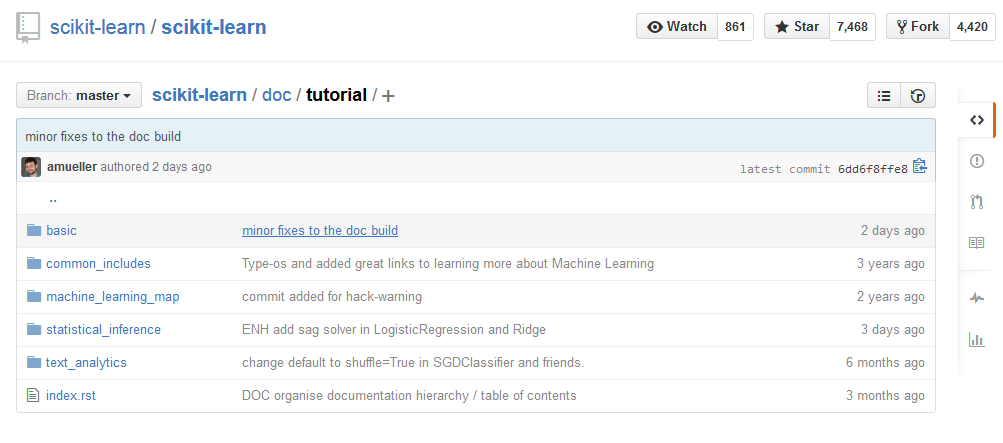 scikit-learn / scikit-learn Watch 861 Star 7,468 Fork 4,420
Branch: master scikit-learn / doc / tutorial / +
minor fixes to the doc build
amueller authored 2 days ago latest commit 6dd6f8ffe8
..
basic minor fixes to the doc build 2 days ago
common_includes Type-os and added great links to learning more about Machine Learning 3 years ago
machine_learning_map commit added for hack-warning 2 years ago
statistical_inference ENH add sag solver in LogisticRegression and Ridge 3 days ago
text_analytics change default to shuffle=True in SGDClassifier and friends. 6 months ago
index.rst DOC organise documentation hierarchy / table of contents 3 months ago